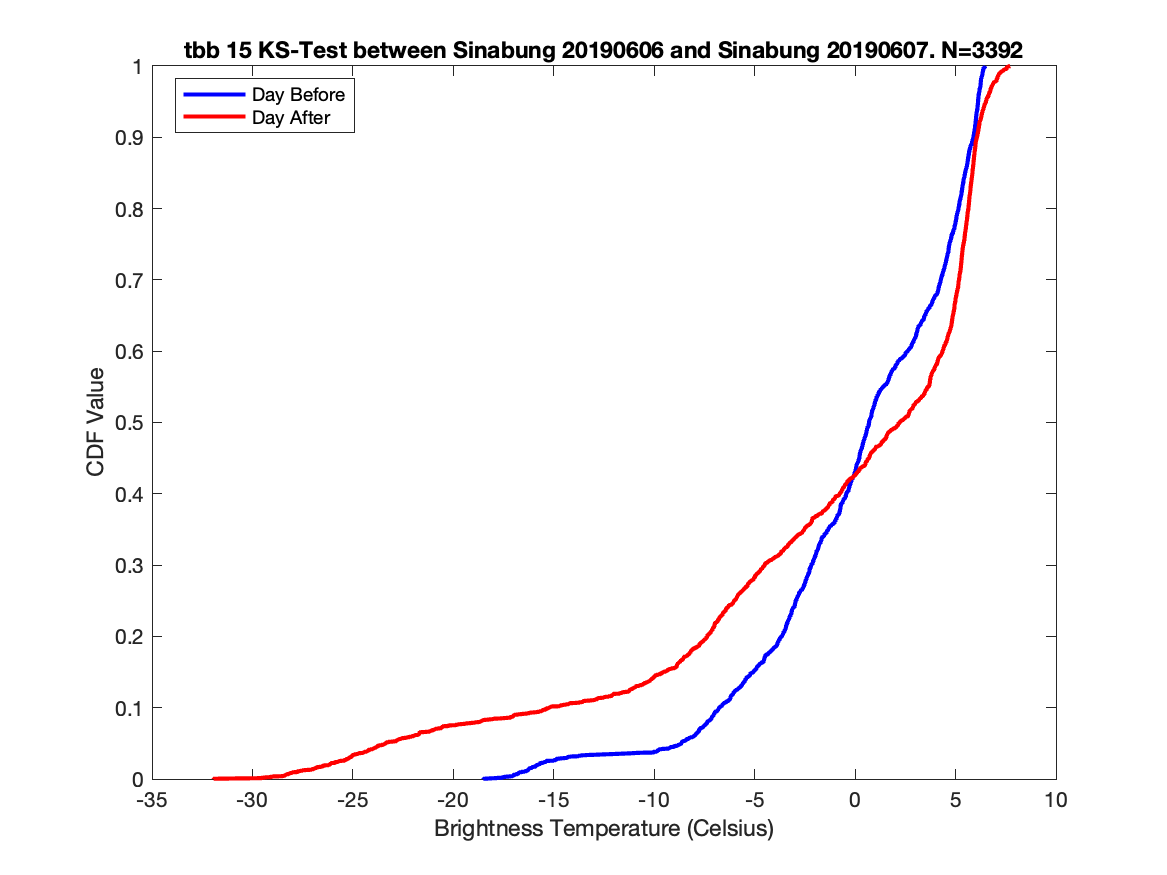 tbb 15 KS-Test between Sinabung 20190606 and Sinabung 20190607. N=3392
Day Before
Day After
1
0.9
0.8
0.7
0.6
0.5
0.4
0.3
0.2
0.1
0
CDF Value
-35 -30 -25 -20 -15 -10 -5 0 5 10
Brightness Temperature (Celsius)